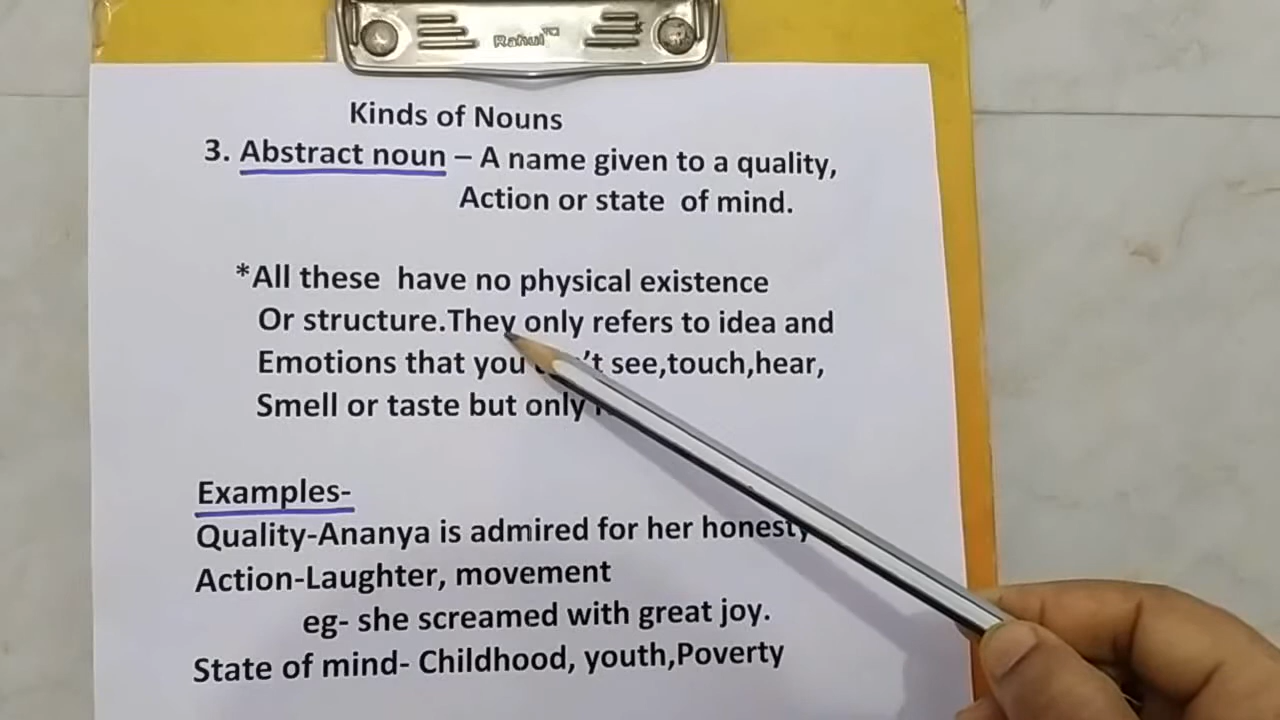 Rahul TM
Kinds of Nouns
3. Abstract noun – A name given to a quality,
Action or state of mind.
*All these have no physical existence
Or structure.They only refers to idea and
Emotions that you see,touch,hear,
Smell or taste but only
Examples-
Quality-Ananya is admired for her honesty
Action-Laughter, movement
eg- she screamed with great joy.
State of mind- Childhood, youth,Poverty